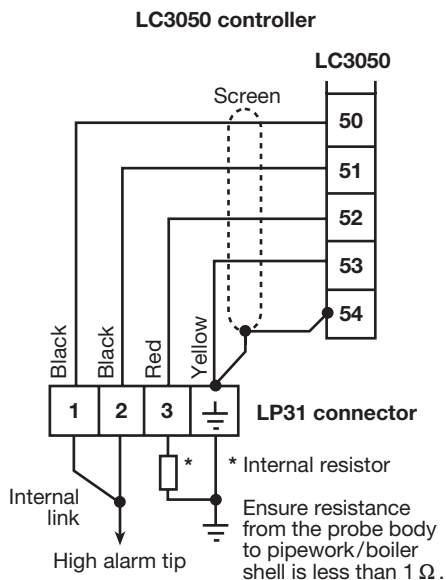 LC3050 controller
LC3050
Screen
50
51
52
53
54
Black
Black
Red
Yellow
1
2
3
LP31 connector
*
* Internal resistor
Internal
link
High alarm tip
Ensure resistance
from the probe body
to pipework/boiler
shell is less than 1 Ω.